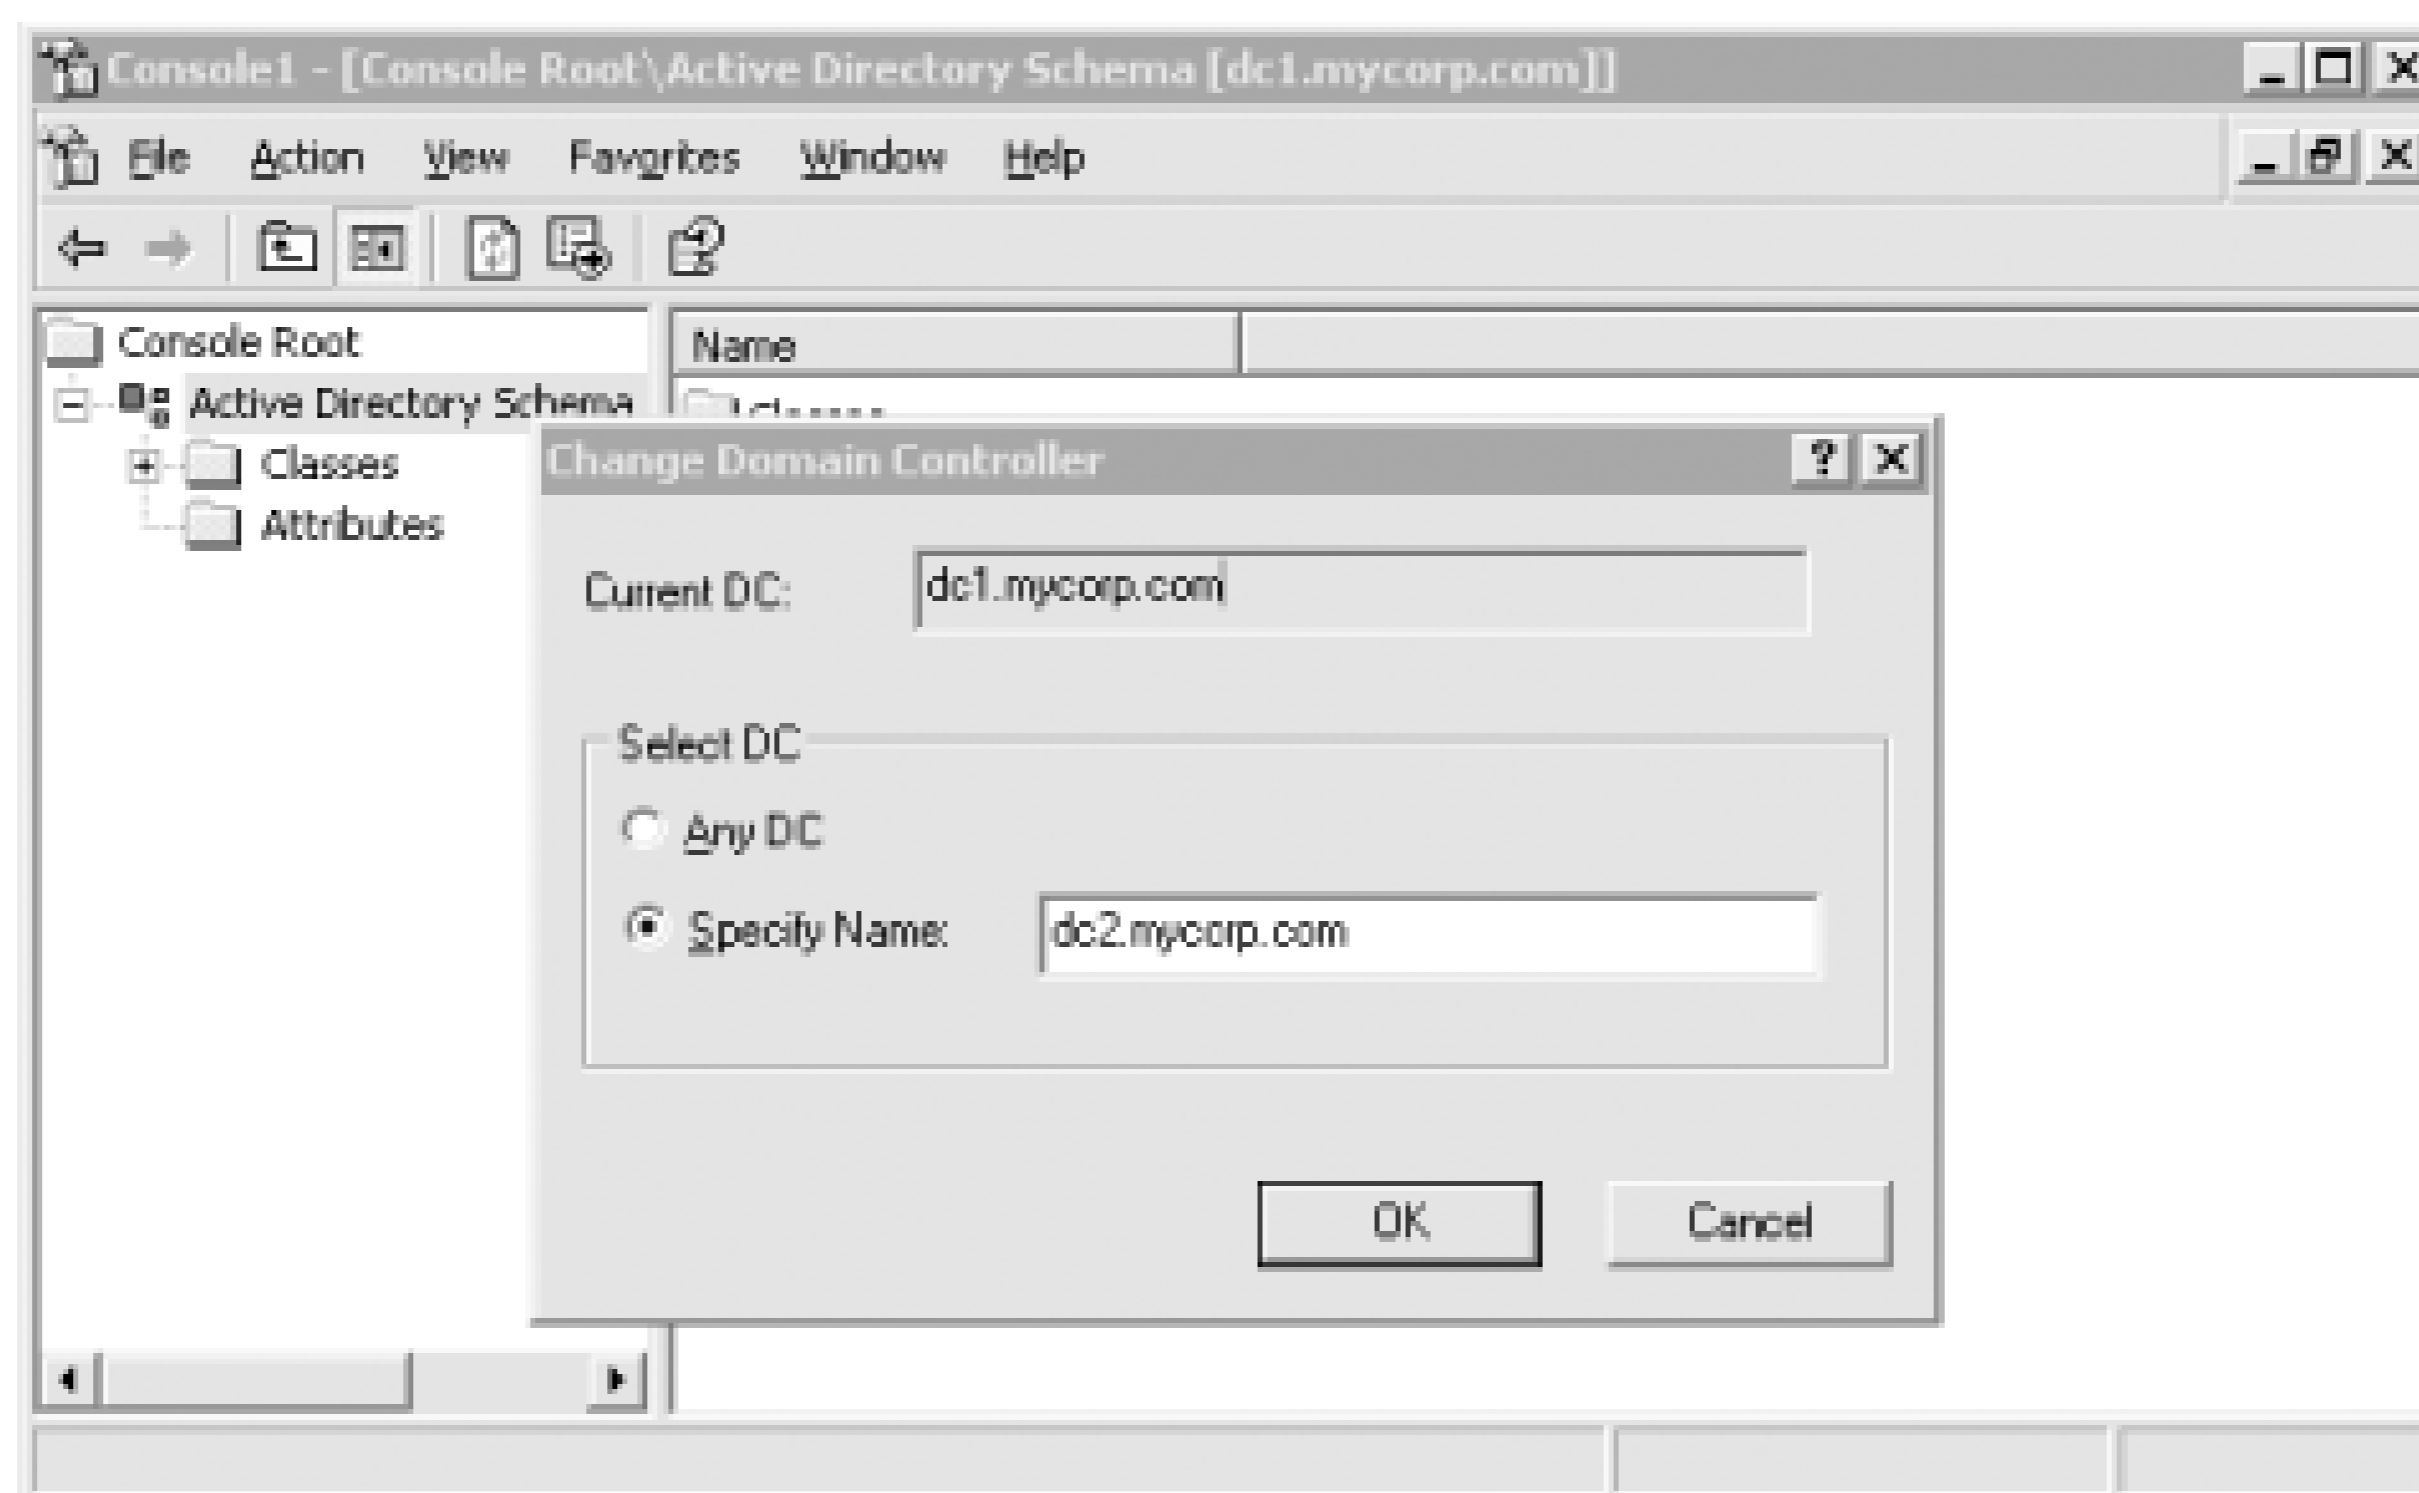 Console1 - [Console Root\Active Directory Schema [dc1.mycorp.com]]
File Action View Favorites Window Help
Console Root
Active Directory Schema
Classes
Attributes
Name
Classes
Change Domain Controller
Current DC: dc1.mycorp.com
Select DC
Any DC
Specify Name: dc2.mycorp.com
OK Cancel